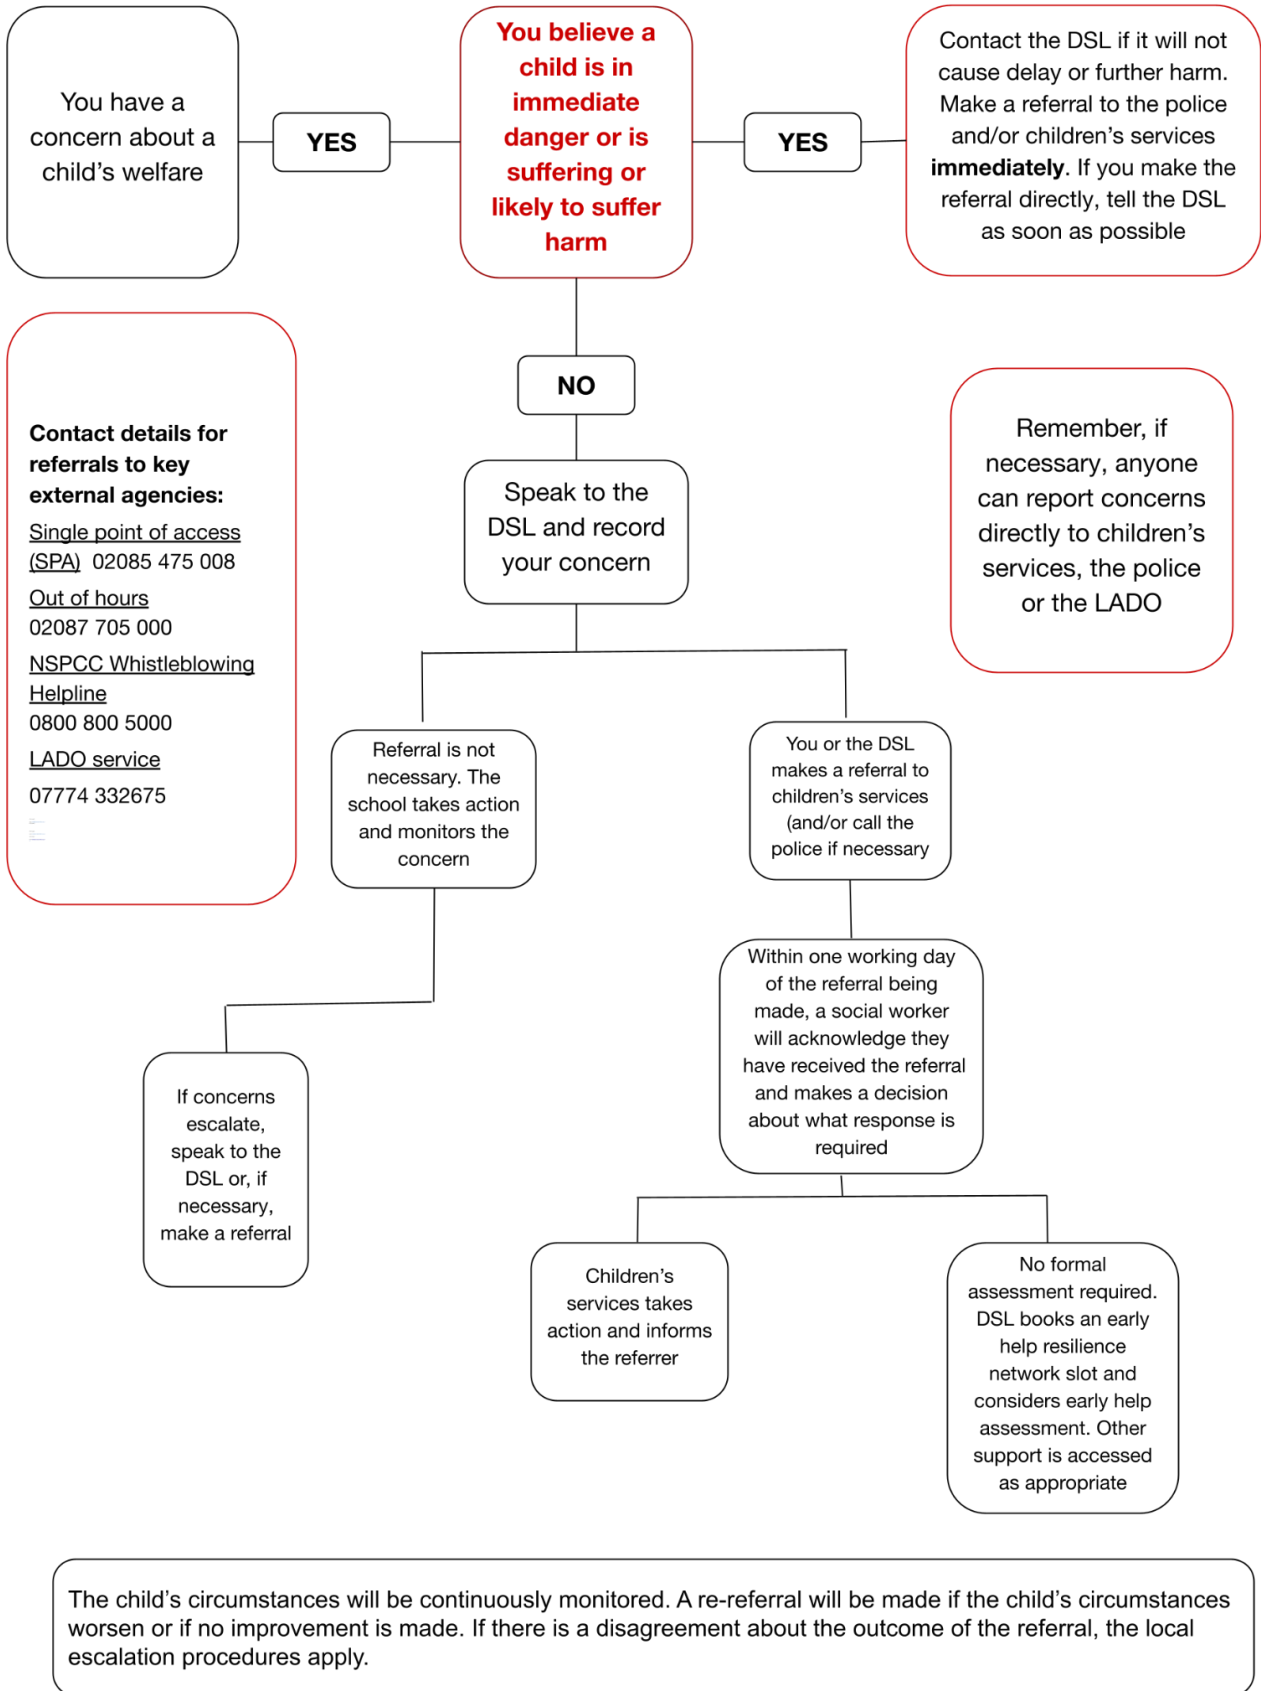 You have a
concern about a
child's welfare
YES
You believe a
child is in
immediate
danger or is
suffering or
likely to suffer
harm
YES
Contact the DSL if it will not
cause delay or further harm.
Make a referral to the police
and/or children's services
immediately. If you make the
referral directly, tell the DSL
as soon as possible
NO
Contact details for
referrals to key
external agencies:
Single point of access
(SPA) 02085 475 008
Out of hours
02087 705 000
NSPCC Whistleblowing
Helpline
0800 800 5000
LADO service
07774 332675
Speak to the
DSL and record
your concern
Remember, if
necessary, anyone
can report concerns
directly to children's
services, the police
or the LADO
Referral is not
necessary. The
school takes action
and monitors the
concern
You or the DSL
makes a referral to
children's services
(and/or call the
police if necessary
Within one working day
of the referral being
made, a social worker
will acknowledge they
have received the referral
and makes a decision
about what response is
required
If concerns
escalate,
speak to the
DSL or, if
necessary,
make a referral
Children's
services takes
action and informs
the referrer
No formal
assessment required.
DSL books an early
help resilience
network slot and
considers early help
assessment. Other
support is accessed
as appropriate
The child's circumstances will be continuously monitored. A re-referral will be made if the child's circumstances
worsen or if no improvement is made. If there is a disagreement about the outcome of the referral, the local
escalation procedures apply.